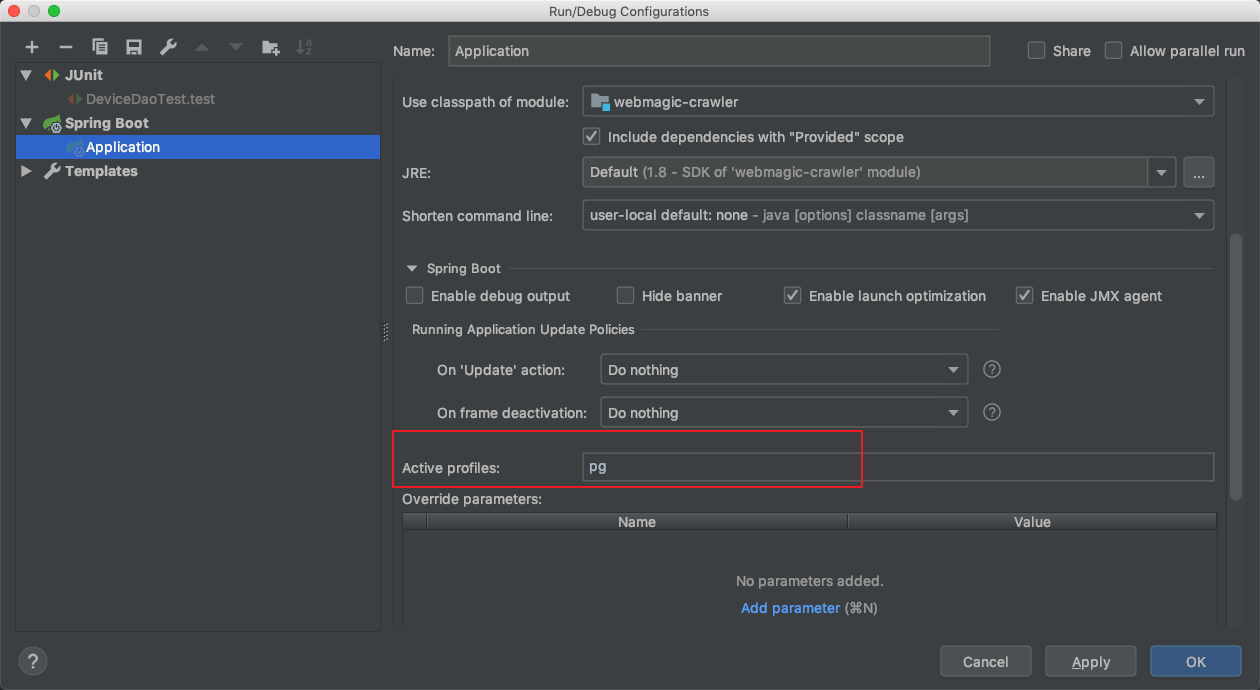 Run/Debug Configurations
JUnit
DeviceDaoTest.test
Spring Boot
Application
Templates
Name: Application Share Allow parallel run
Use classpath of module: webmagic-crawler
Include dependencies with "Provided" scope
JRE: Default (1.8 - SDK of 'webmagic-crawler' module) ...
Shorten command line: user-local default: none - java [options] classname [args]
Spring Boot
Enable debug output Hide banner Enable launch optimization Enable JMX agent
Running Application Update Policies
On 'Update' action: Do nothing ?
On frame deactivation: Do nothing ?
Active profiles: pg
Override parameters:
Name Value
No parameters added.
Add parameter (⌘N)
? Cancel Apply OK